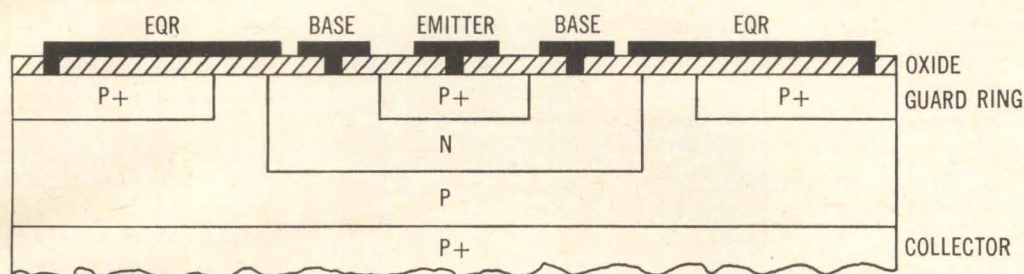 EQR BASE EMITTER BASE EQR
OXIDE
P+ P+ P+ GUARD RING
N
P
P+ COLLECTOR